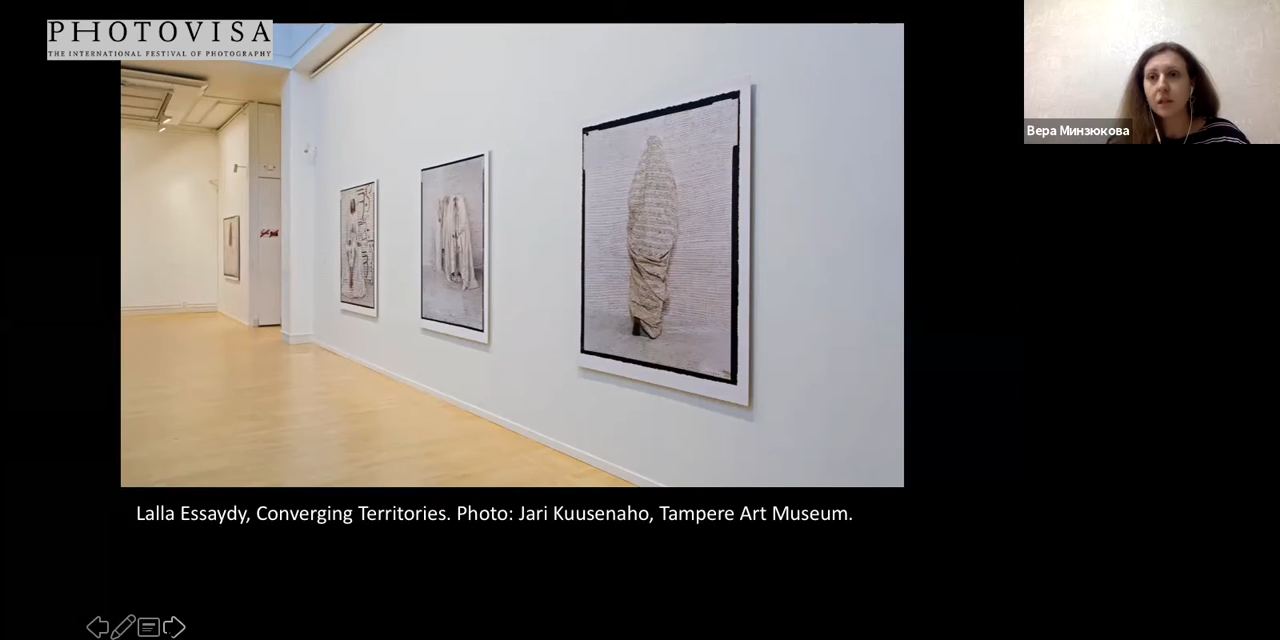 PHOTOVISA
THE INTERNATIONAL FESTIVAL OF PHOTOGRAPHY
Вера Минзюкова
Lalla Essaydy, Converging Territories. Photo: Jari Kuusenaho, Tampere Art Museum.